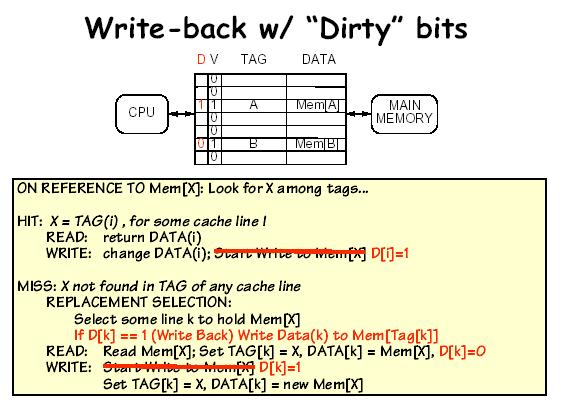 Write-back w/ “Dirty” bits
D V TAG DATA
0
0
1 1 A Mem[A]
0
0
0 1 B Mem[B]
0
CPU
MAIN
MEMORY
ON REFERENCE TO Mem[X]: Look for X among tags...
HIT: X = TAG(i) , for some cache line I
READ: return DATA(i)
WRITE: change DATA(i); Start Write to Mem[X] D[i]=1
MISS: X not found in TAG of any cache line
REPLACEMENT SELECTION:
Select some line k to hold Mem[X]
If D[k] == 1 (Write Back) Write Data(k) to Mem[Tag[k]]
READ: Read Mem[X]; Set TAG[k] = X, DATA[k] = Mem[X], D[k]=0
WRITE: Start Write to Mem[X] D[k]=1
Set TAG[k] = X, DATA[k] = new Mem[X]